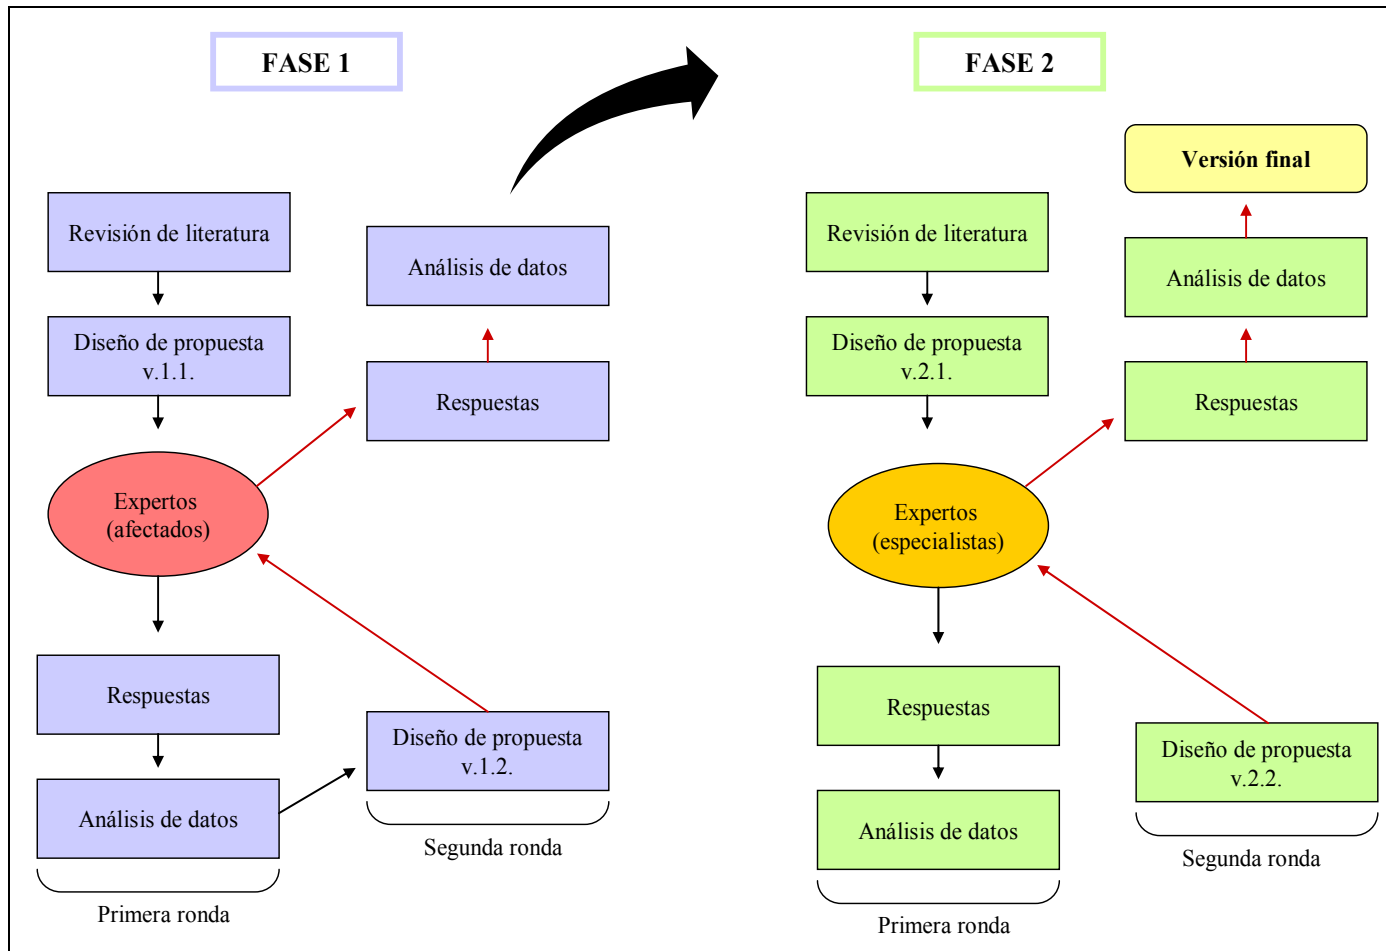 FASE 1
Revisión de literatura
Diseño de propuesta
v.1.1.
Expertos
(afectados)
Respuestas
Análisis de datos
Primera ronda
Análisis de datos
Respuestas
Diseño de propuesta
v.1.2.
Segunda ronda
FASE 2
Revisión de literatura
Diseño de propuesta
v.2.1.
Expertos
(especialistas)
Respuestas
Análisis de datos
Primera ronda
Versión final
Análisis de datos
Respuestas
Diseño de propuesta
v.2.2.
Segunda ronda